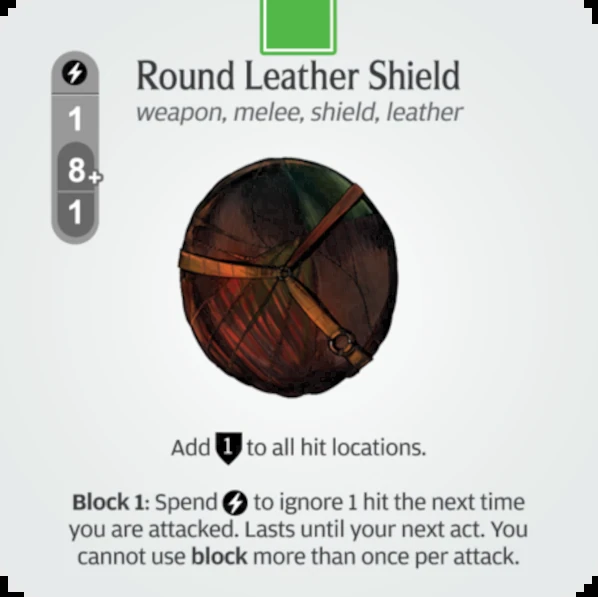 Round Leather Shield
weapon, melee, shield, leather
1
8+
1
Add 1 to all hit locations.
Block 1: Spend to ignore 1 hit the next time
you are attacked. Lasts until your next act. You
cannot use block more than once per attack.